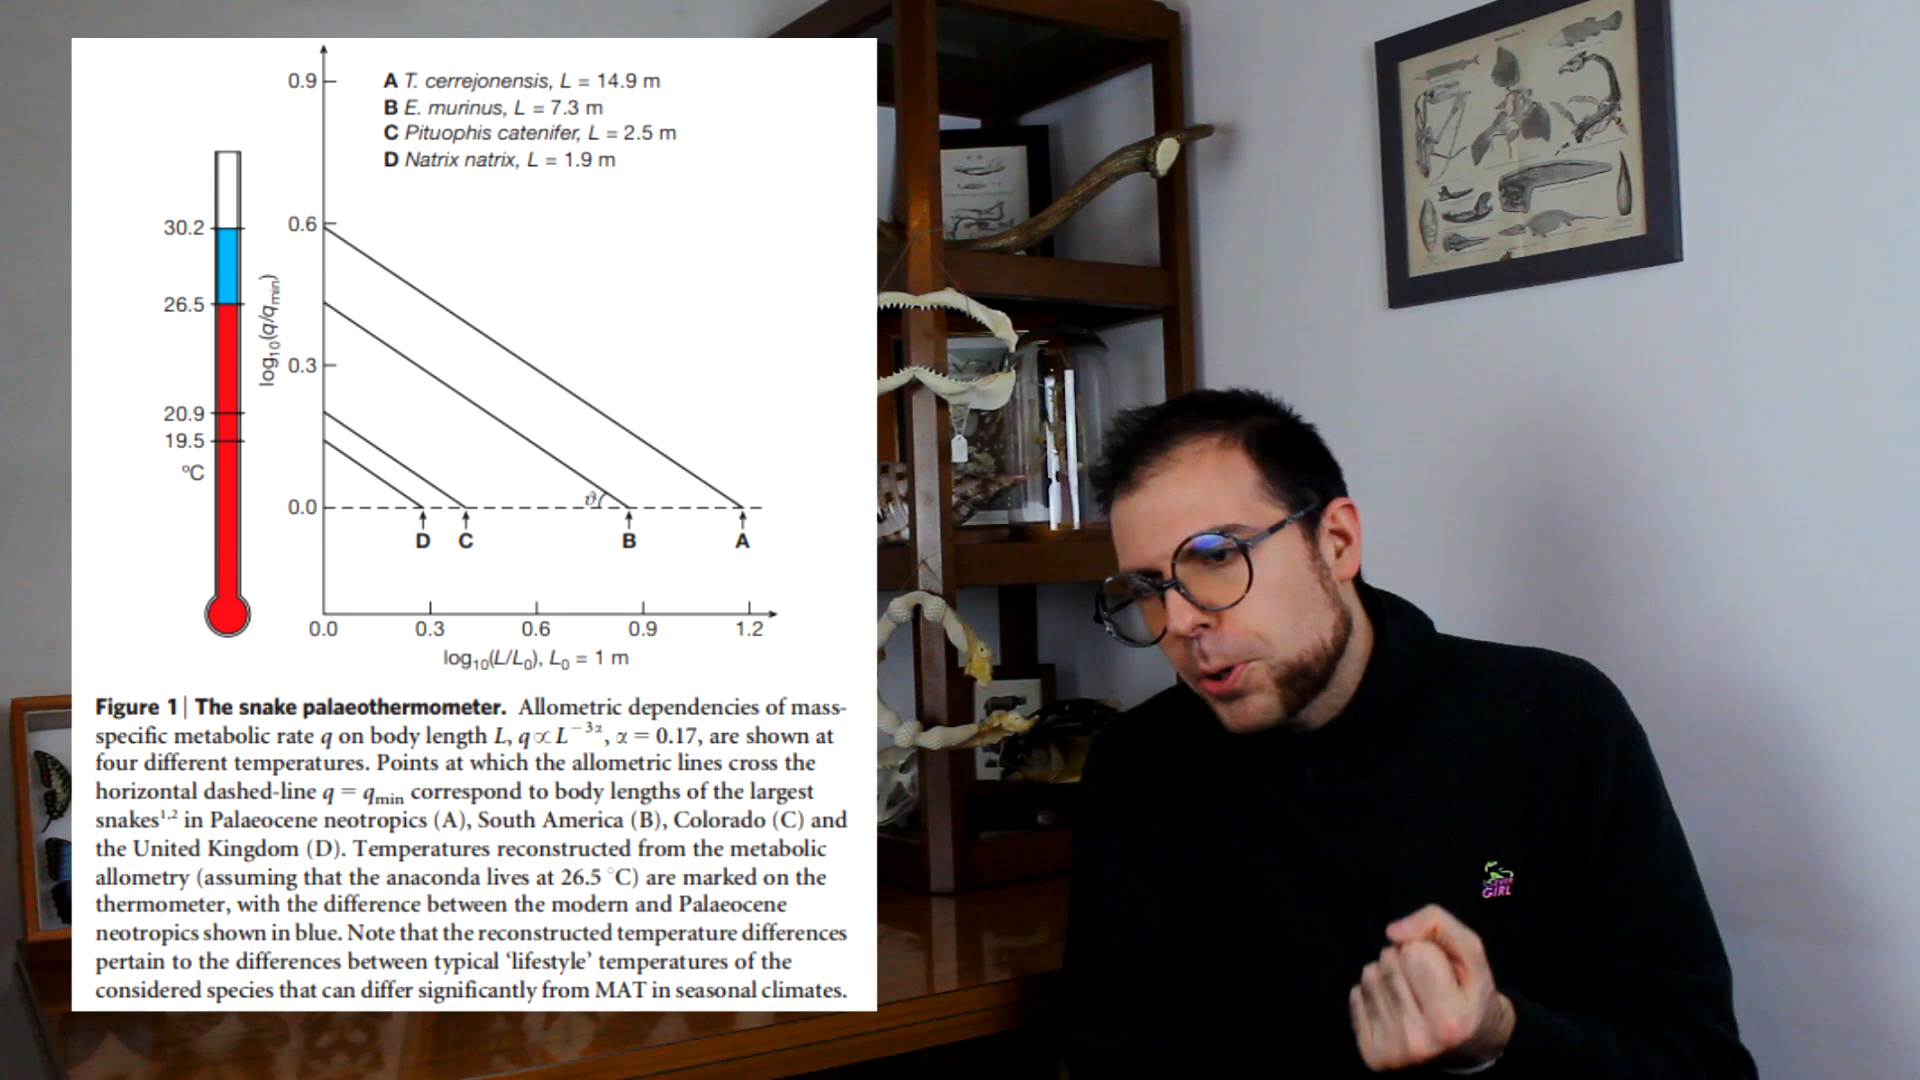 0.9
A T. cerrejonensis, L = 14.9 m
B E. murinus, L = 7.3 m
C Pituophis catenifer, L = 2.5 m
D Natrix natrix, L = 1.9 m
30.2
26.5
20.9
19.5
°C
log₁₀(q/qmin)
0.6
0.3
0.0
ϑ
D C B A
0.0 0.3 0.6 0.9 1.2
log₁₀(L/L₀), L₀ = 1 m
Figure 1 | The snake palaeothermometer. Allometric dependencies of mass-
specific metabolic rate q on body length L, q ∝ L⁻³ᵅ, α = 0.17, are shown at
four different temperatures. Points at which the allometric lines cross the
horizontal dashed-line q = qmin correspond to body lengths of the largest
snakes¹,² in Palaeocene neotropics (A), South America (B), Colorado (C) and
the United Kingdom (D). Temperatures reconstructed from the metabolic
allometry (assuming that the anaconda lives at 26.5 °C) are marked on the
thermometer, with the difference between the modern and Palaeocene
neotropics shown in blue. Note that the reconstructed temperature differences
pertain to the differences between typical ‘lifestyle’ temperatures of the
considered species that can differ significantly from MAT in seasonal climates.
CLEVER
GIRL